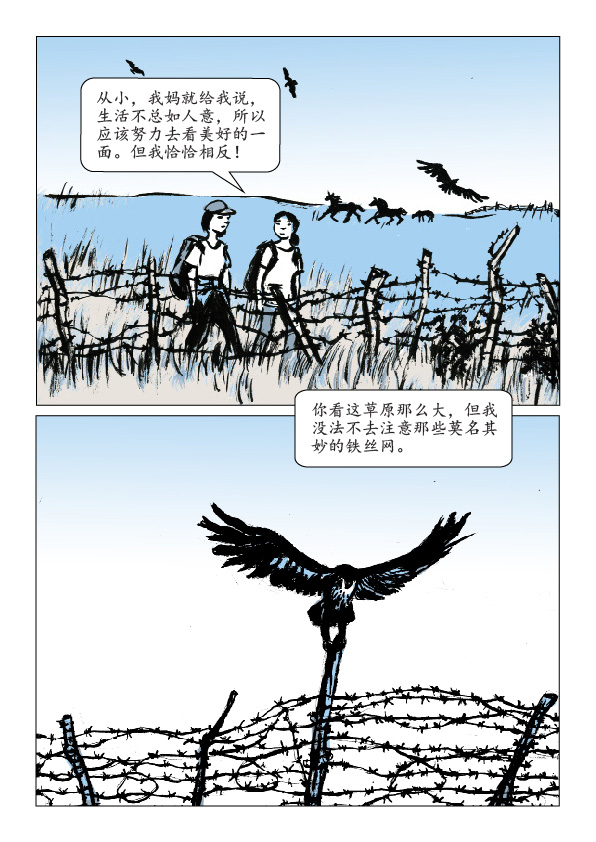 从小，我妈就给我说，
生活不总如人意，所以
应该努力去看美好的一
面。但我恰恰相反！
你看这草原那么大，但我
没法不去注意那些莫名其
妙的铁丝网。